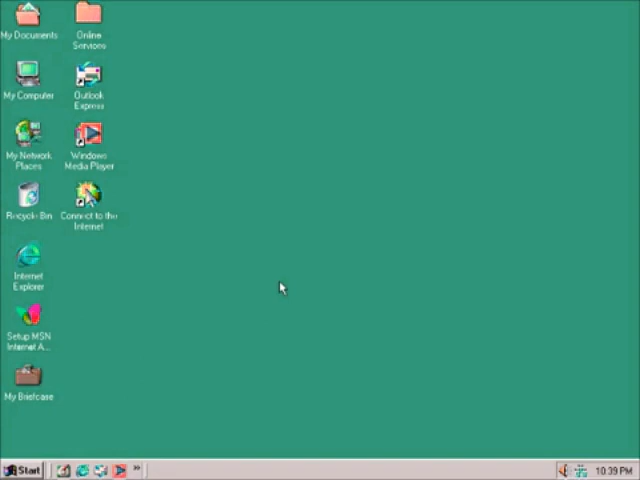 My Documents
Online
Services
My Computer
Outlook
Express
My Network
Places
Windows
Media Player
Recycle Bin
Connect to the
Internet
Internet
Explorer
Setup MSN
Internet A...
My Briefcase
Start
10:39 PM